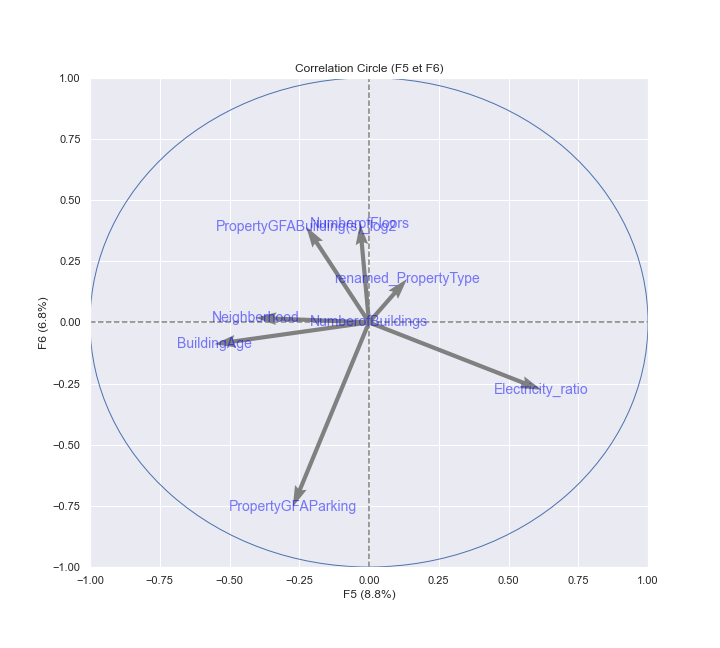 Correlation Circle (F5 et F6)
1.00
0.75
0.50
0.25
0.00
−0.25
−0.50
−0.75
−1.00
F6 (6.8%)
NumberofFloors
PropertyGFABuilding(s)_log2
renamed_PropertyType
Neighborhood
NumberofBuildings
BuildingAge
Electricity_ratio
PropertyGFAParking
−1.00 −0.75 −0.50 −0.25 0.00 0.25 0.50 0.75 1.00
F5 (8.8%)